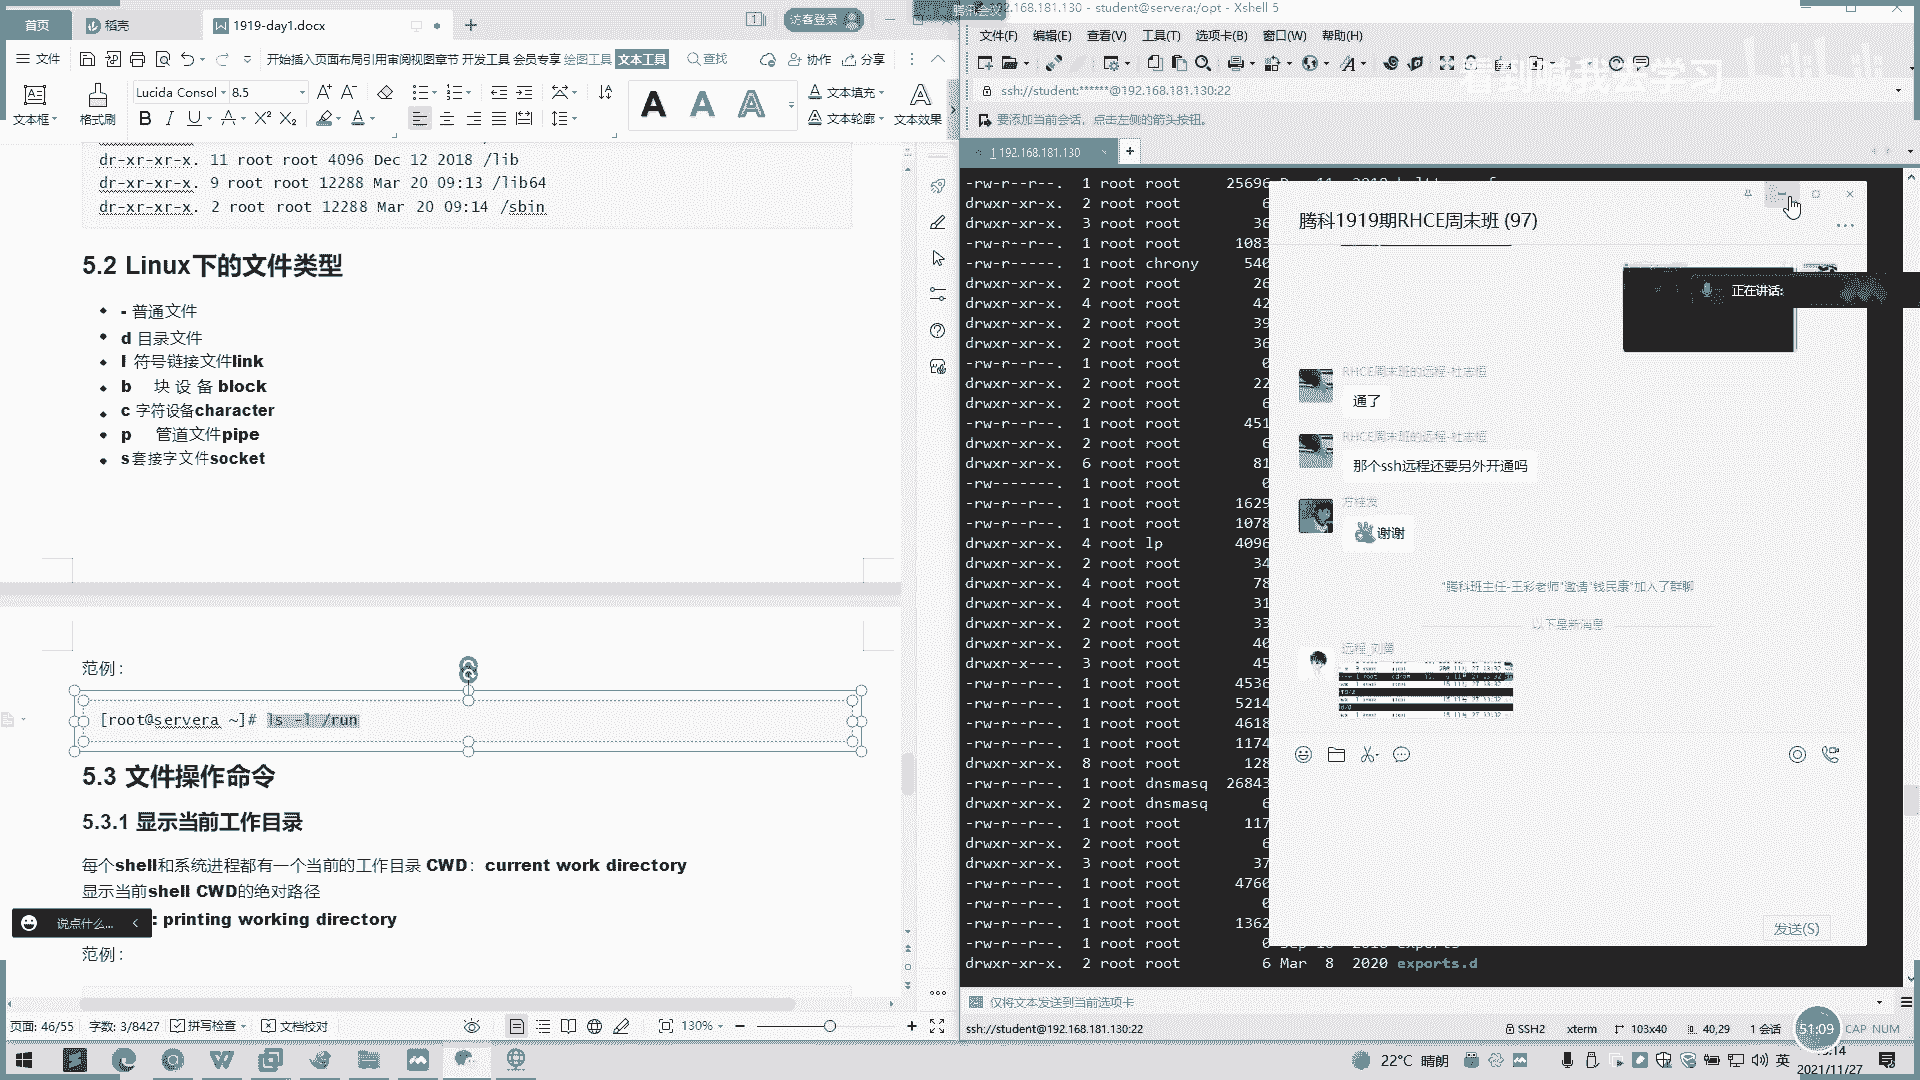 首页
稻壳
1919-day1.docx
访客登录
文件
开始 插入 页面布局 引用 审阅 视图 章节 开发工具 会员专享 绘图工具 文本工具
查找
协作
分享
文本框
格式刷
Lucida Consol
8.5
文本填充
文本轮廓
文本效果
dr-xr-xr-x. 11 root root 4096 Dec 12 2018 /lib
dr-xr-xr-x. 9 root root 12288 Mar 20 09:13 /lib64
dr-xr-xr-x. 2 root root 12288 Mar 20 09:14 /sbin
5.2 Linux下的文件类型
- 普通文件
d 目录文件
l 符号链接文件link
b 块 设 备 block
c 字符设备character
p 管道文件pipe
s套接字文件socket
范例：
[root@servera ~]# ls -l /run
5.3 文件操作命令
5.3.1 显示当前工作目录
每个shell和系统进程都有一个当前的工作目录 CWD：current work directory
显示当前shell CWD的绝对路径
: printing working directory
说点什么...
范例：
页面: 46/55
字数: 3/8427
拼写检查
文档校对
130%
腾讯会议
192.168.181.130 - student@servera:/opt - Xshell 5
文件(F) 编辑(E) 查看(V) 工具(T) 选项卡(B) 窗口(W) 帮助(H)
看到喊我去学习
ssh://student:******@192.168.181.130:22
要添加当前会话，点击左侧的箭头按钮。
1 192.168.181.130
-rw-r--r--. 1 root root 25696
drwxr-xr-x. 2 root root 6
drwxr-xr-x. 3 root root 36
-rw-r--r--. 1 root root 1083
-rw-r-----. 1 root chrony 540
drwxr-xr-x. 2 root root 26
drwxr-xr-x. 4 root root 42
drwxr-xr-x. 2 root root 39
drwxr-xr-x. 2 root root 36
-rw-r--r--. 1 root root 0
drwxr-xr-x. 2 root root 22
drwxr-xr-x. 2 root root 6
-rw-r--r--. 1 root root 451
drwxr-xr-x. 2 root root 6
drwxr-xr-x. 6 root root 81
-rw-------. 1 root root 0
-rw-r--r--. 1 root root 1629
-rw-r--r--. 1 root root 1078
drwxr-xr-x. 4 root lp 4096
drwxr-xr-x. 2 root root 34
drwxr-xr-x. 4 root root 78
drwxr-xr-x. 4 root root 31
drwxr-xr-x. 2 root root 33
drwxr-xr-x. 2 root root 40
drwxr-x---. 3 root root 45
-rw-r--r--. 1 root root 4536
-rw-r--r--. 1 root root 5214
-rw-r--r--. 1 root root 4618
-rw-r--r--. 1 root root 1174
drwxr-xr-x. 8 root root 128
-rw-r--r--. 1 root dnsmasq 26843
drwxr-xr-x. 2 root dnsmasq 6
-rw-r--r--. 1 root root 117
drwxr-xr-x. 2 root root 6
drwxr-xr-x. 3 root root 37
-rw-r--r--. 1 root root 4760
-rw-r--r--. 1 root root 0
-rw-r--r--. 1 root root 1362
-rw-r--r--. 1 root root 0
drwxr-xr-x. 2 root root 6 Mar 8 2020 exports.d
腾科1919期RHCE周末班 (97)
正在讲话:
通了
那个ssh远程还要另外开通吗
谢谢
"腾科班主任-王彩老师"邀请"钱民康"加入了群聊
以下是新消息
发送(S)
仅将文本发送到当前选项卡
ssh://student@192.168.181.130:22
SSH2
xterm
103x40
40,29
1 会话
CAP NUM
51:09
22°C 晴朗
英
2021/11/27